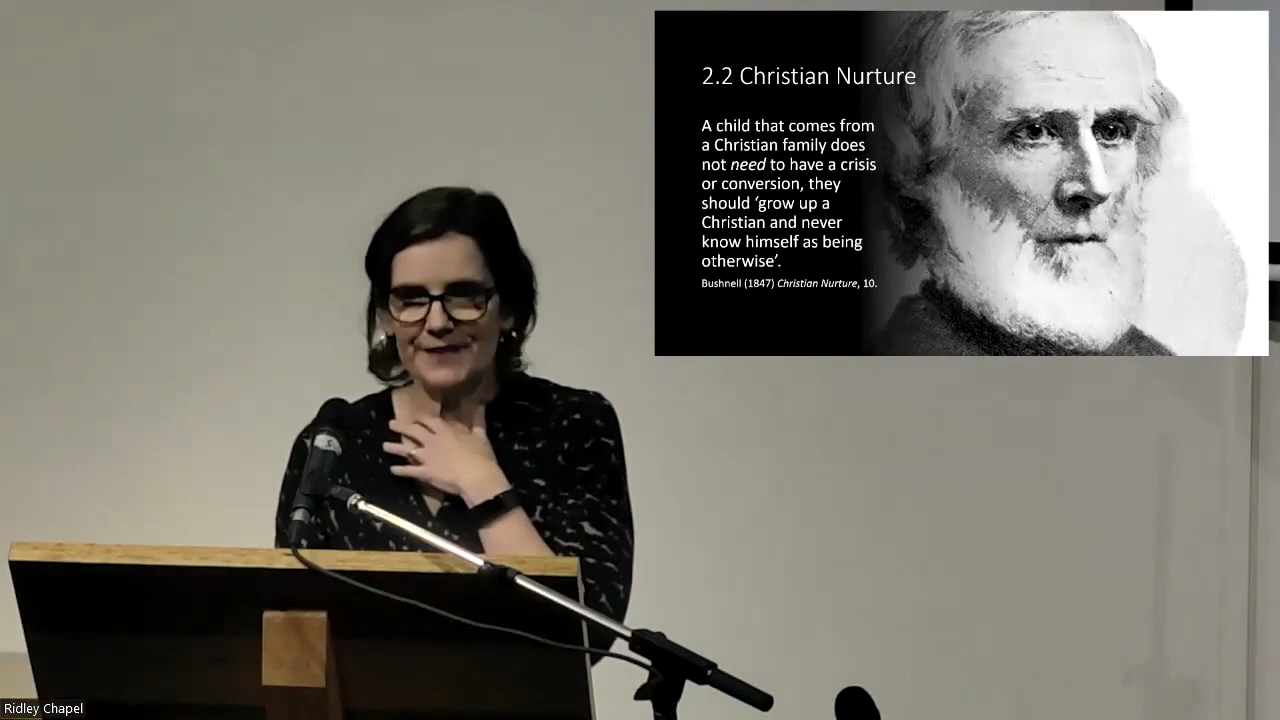 2.2 Christian Nurture
A child that comes from
a Christian family does
not need to have a crisis
or conversion, they
should ‘grow up a
Christian and never
know himself as being
otherwise’.
Bushnell (1847) Christian Nurture, 10.
Ridley Chapel